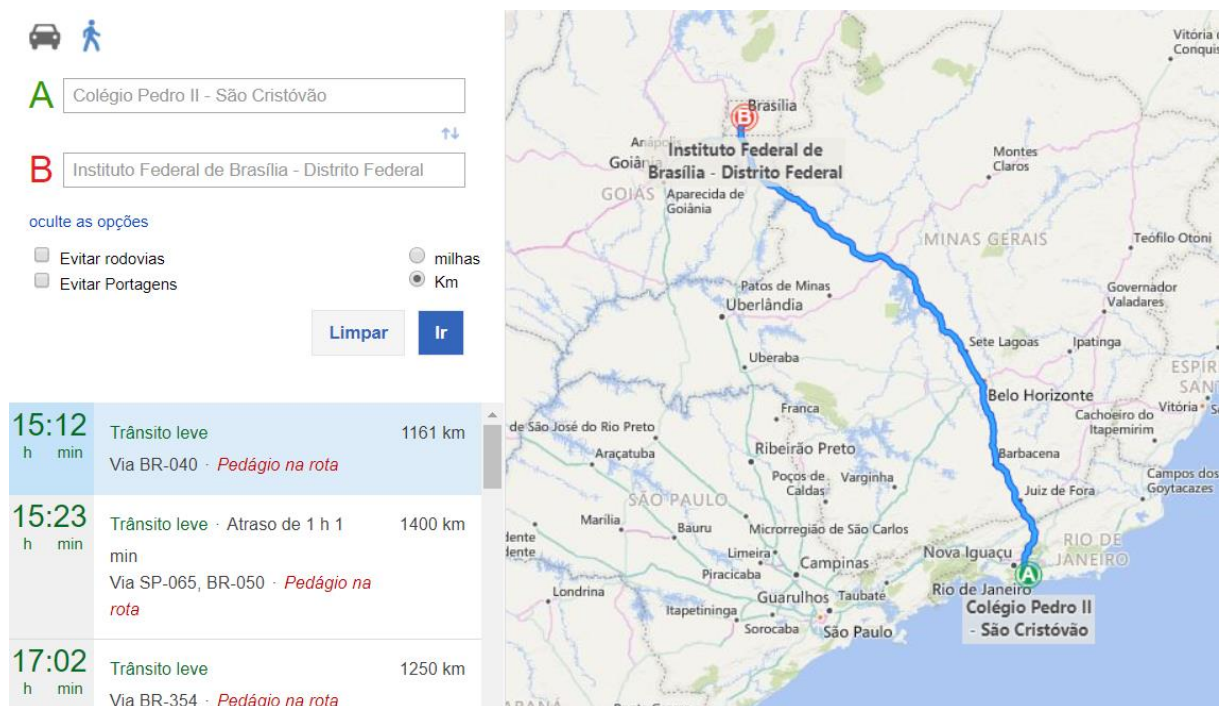 A Colégio Pedro II - São Cristóvão
B Instituto Federal de Brasília - Distrito Federal
oculte as opções
Evitar rodovias
milhas
Evitar Portagens
Km
Limpar
Ir
15:12
h min
Trânsito leve
1161 km
Via BR-040 · Pedágio na rota
15:23
h min
Trânsito leve · Atraso de 1 h 1
1400 km
min
Via SP-065, BR-050 · Pedágio na
rota
17:02
h min
Trânsito leve
1250 km
Via BR-354 · Pedágio na rota
Vitória
Brasília
B
Instituto Federal de
Brasília - Distrito Federal
GOIÁS
Aparecida de
Goiânia
Montes
Claros
MINAS GERAIS
Teófilo Otoni
Patos de Minas
Uberlândia
Governador
Valadares
Sete Lagoas
Ipatinga
Uberaba
Belo Horizonte
Vitória
Franca
Cachoeiro do
Itapemirim
de São José do Rio Preto
Ribeirão Preto
Araçatuba
Barbacena
Poços de
Caldas
Varginha
Campos dos
Goytacazes
Juiz de Fora
SÃO PAULO
Marília
Bauru
Microrregião de São Carlos
RIO DE
JANEIRO
Limeira
Campinas
Nova Iguaçu
Piracicaba
A
Rio de Janeiro
Londrina
Guarulhos
Taubaté
Colégio Pedro II
- São Cristóvão
Itapetininga
Sorocaba
São Paulo